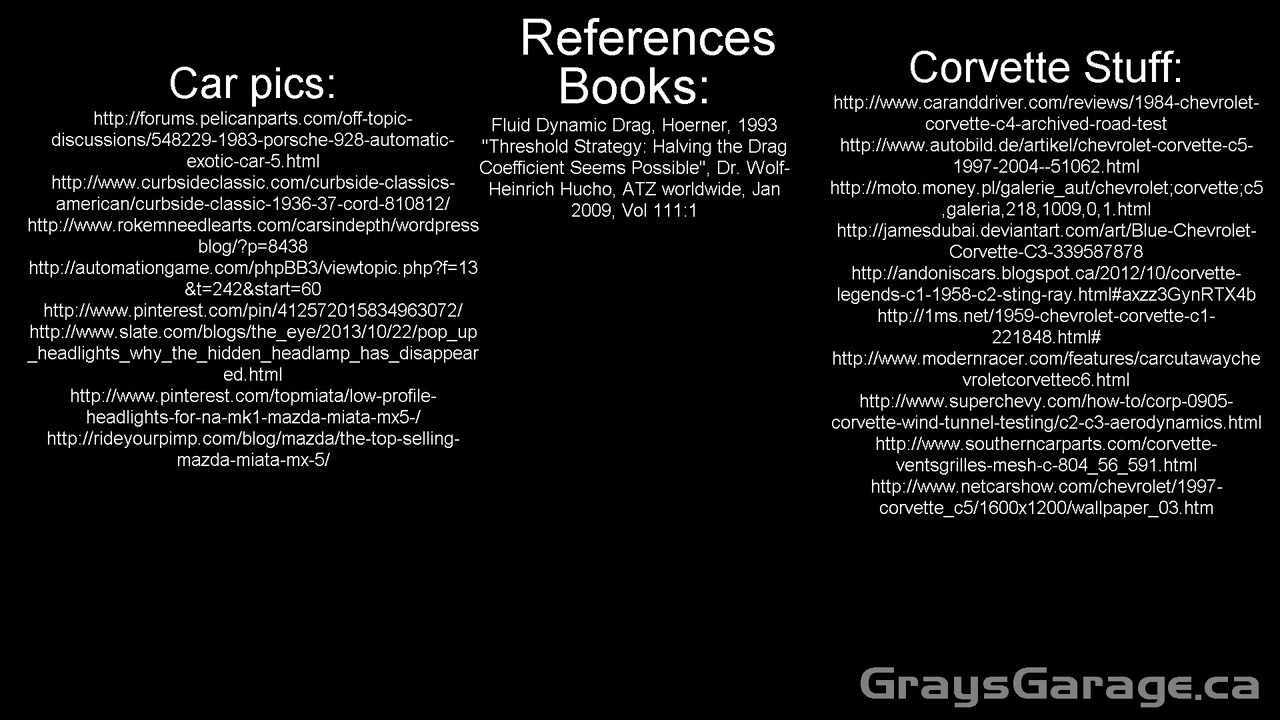 References
Car pics:
http://forums.pelicanparts.com/off-topic-
discussions/548229-1983-porsche-928-automatic-
exotic-car-5.html
http://www.curbsideclassic.com/curbside-classics-
american/curbside-classic-1936-37-cord-810812/
http://www.rokemneedlearts.com/carsindepth/wordpress
blog/?p=8438
http://automationgame.com/phpBB3/viewtopic.php?f=13
&t=242&start=60
http://www.pinterest.com/pin/412572015834963072/
http://www.slate.com/blogs/the_eye/2013/10/22/pop_up
_headlights_why_the_hidden_headlamp_has_disappear
ed.html
http://www.pinterest.com/topmiata/low-profile-
headlights-for-na-mk1-mazda-miata-mx5-/
http://rideyourpimp.com/blog/mazda/the-top-selling-
mazda-miata-mx-5/
Books:
Fluid Dynamic Drag, Hoerner, 1993
"Threshold Strategy: Halving the Drag
Coefficient Seems Possible", Dr. Wolf-
Heinrich Hucho, ATZ worldwide, Jan
2009, Vol 111:1
Corvette Stuff:
http://www.caranddriver.com/reviews/1984-chevrolet-
corvette-c4-archived-road-test
http://www.autobild.de/artikel/chevrolet-corvette-c5-
1997-2004--51062.html
http://moto.money.pl/galerie_aut/chevrolet;corvette;c5
,galeria,218,1009,0,1.html
http://jamesdubai.deviantart.com/art/Blue-Chevrolet-
Corvette-C3-339587878
http://andoniscars.blogspot.ca/2012/10/corvette-
legends-c1-1958-c2-sting-ray.html#axzz3GynRTX4b
http://1ms.net/1959-chevrolet-corvette-c1-
221848.html#
http://www.modernracer.com/features/carcutawayche
vroletcorvettec6.html
http://www.superchevy.com/how-to/corp-0905-
corvette-wind-tunnel-testing/c2-c3-aerodynamics.html
http://www.southerncarparts.com/corvette-
ventsgrilles-mesh-c-804_56_591.html
http://www.netcarshow.com/chevrolet/1997-
corvette_c5/1600x1200/wallpaper_03.htm
GraysGarage.ca